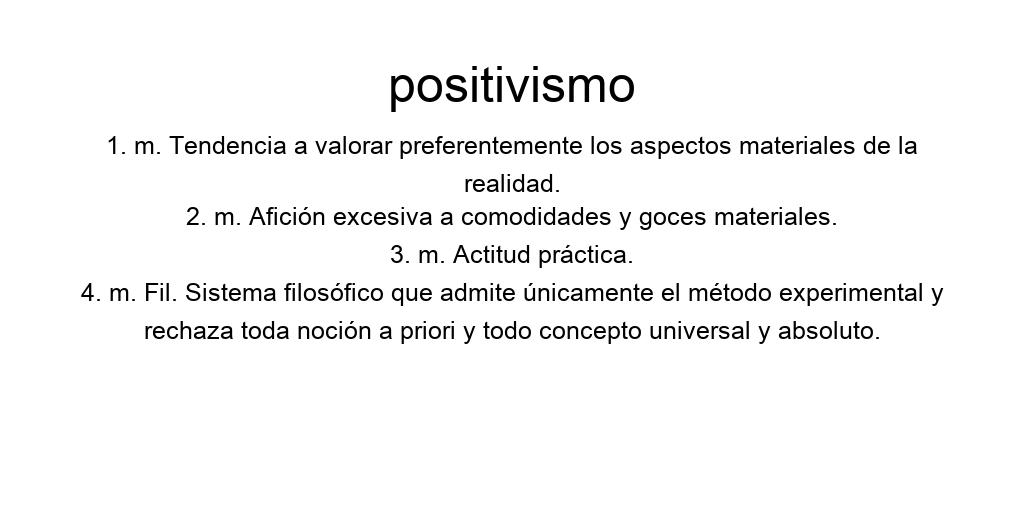 positivismo
1. m. Tendencia a valorar preferentemente los aspectos materiales de la
realidad.
2. m. Afición excesiva a comodidades y goces materiales.
3. m. Actitud práctica.
4. m. Fil. Sistema filosófico que admite únicamente el método experimental y
rechaza toda noción a priori y todo concepto universal y absoluto.